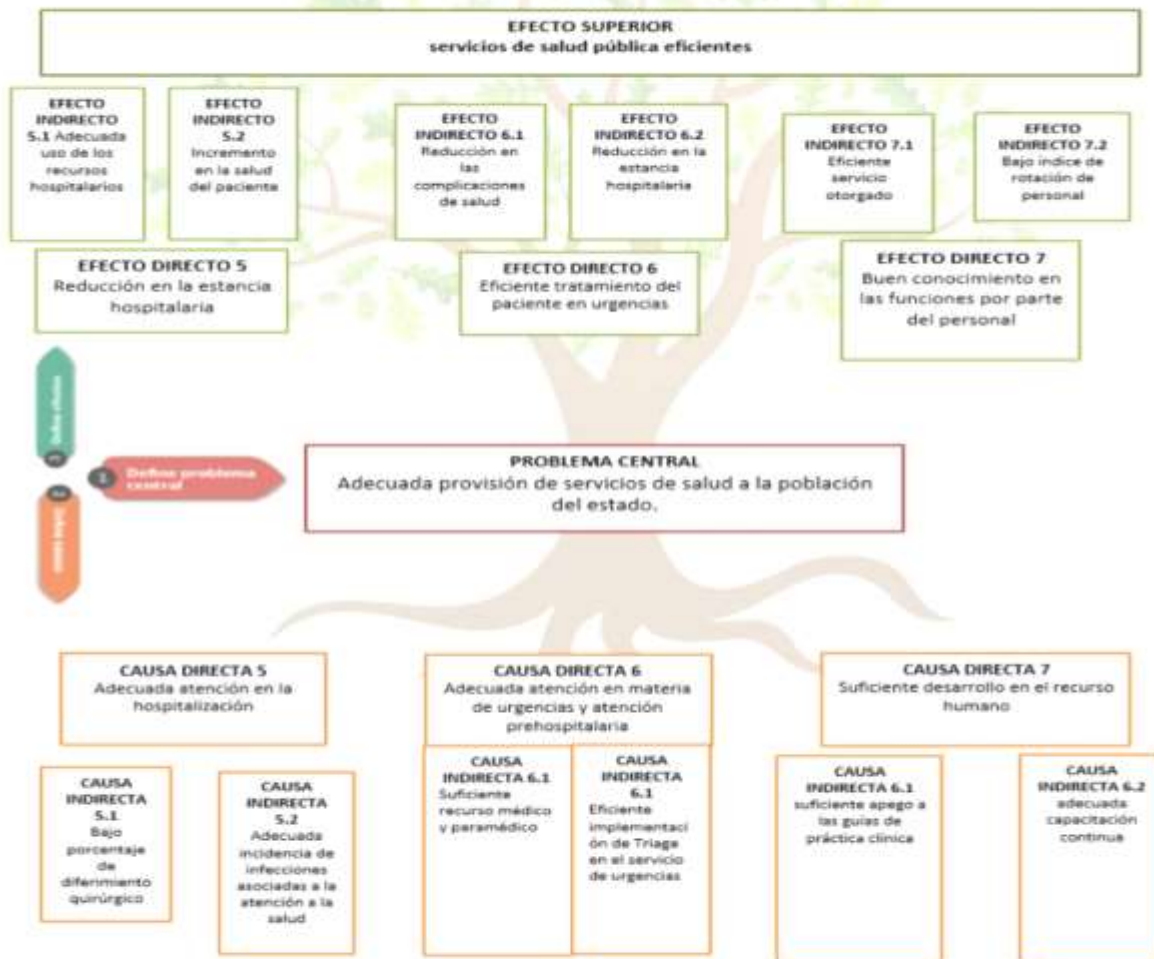 EFECTO SUPERIOR
servicios de salud pública eficientes
EFECTO
INDIRECTO
5.1 Adecuada
uso de los
recursos
hospitalarios
EFECTO
INDIRECTO
5.2
Incremento
en la salud
del paciente
EFECTO
INDIRECTO 6.1
Reducción en
las
complicaciones
de salud
EFECTO
INDIRECTO 6.2
Reducción en la
estancia
hospitalaria
EFECTO
INDIRECTO 7.1
Eficiente
servicio
otorgado
EFECTO
INDIRECTO 7.2
Bajo índice de
rotación de
personal
EFECTO DIRECTO 5
Reducción en la estancia
hospitalaria
EFECTO DIRECTO 6
Eficiente tratamiento del
paciente en urgencias
EFECTO DIRECTO 7
Buen conocimiento en
las funciones por parte
del personal
1
Define problema
central
PROBLEMA CENTRAL
Adecuada provisión de servicios de salud a la población
del estado.
CAUSA DIRECTA 5
Adecuada atención en la
hospitalización
CAUSA DIRECTA 6
Adecuada atención en materia
de urgencias y atención
prehospitalaria
CAUSA DIRECTA 7
Suficiente desarrollo en el recurso
humano
CAUSA
INDIRECTA
5.1
Bajo
porcentaje
de
diferimiento
quirúrgico
CAUSA
INDIRECTA
5.2
Adecuada
incidencia de
infecciones
asociadas a la
atención a la
salud
CAUSA
INDIRECTA 6.1
Suficiente
recurso médico
y paramédico
CAUSA
INDIRECTA
6.1
Eficiente
implementaci
ón de Triage
en el servicio
de urgencias
CAUSA
INDIRECTA 6.1
suficiente apego a
las guías de
práctica clínica
CAUSA
INDIRECTA 6.2
adecuada
capacitación
continua